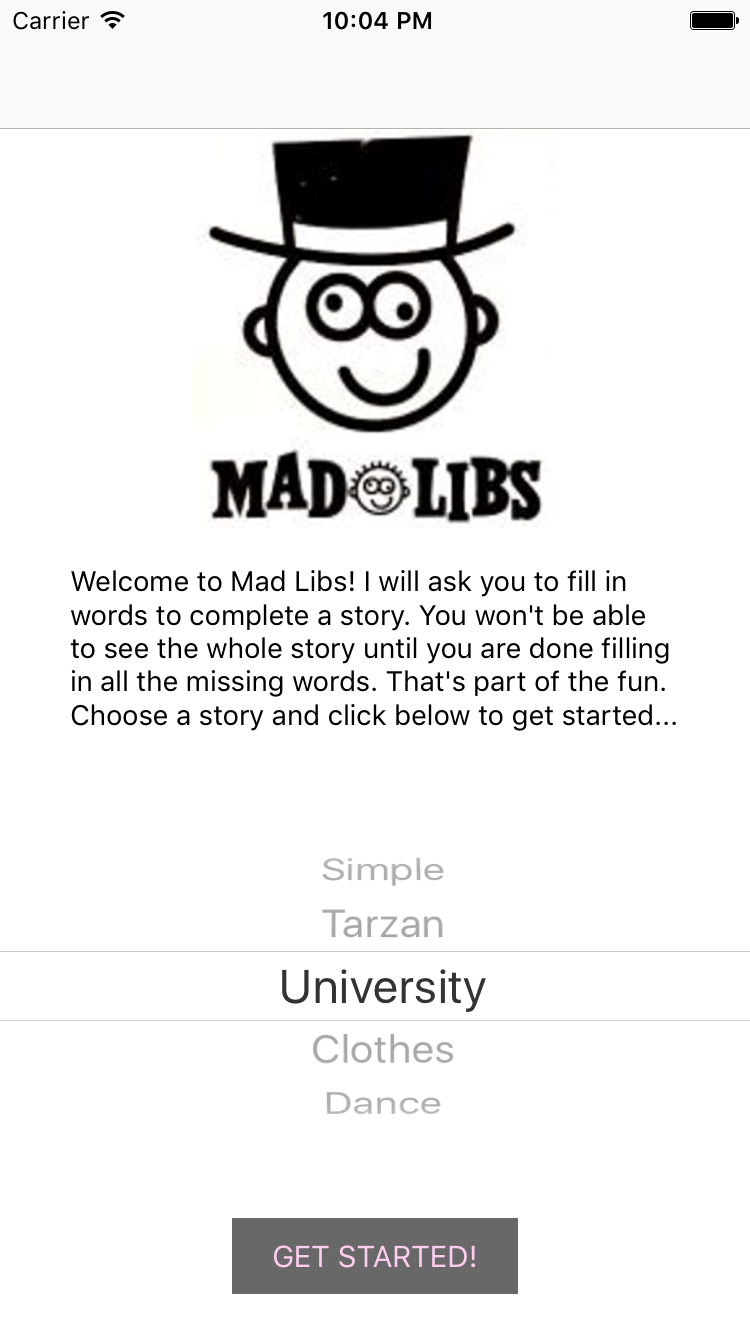 Carrier 10:04 PM
MAD LIBS
Welcome to Mad Libs! I will ask you to fill in
words to complete a story. You won't be able
to see the whole story until you are done filling
in all the missing words. That's part of the fun.
Choose a story and click below to get started...
Simple
Tarzan
University
Clothes
Dance
GET STARTED!